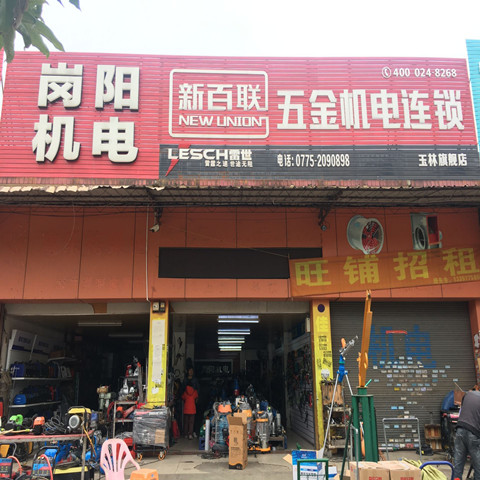 岗阳
机电
新百联
NEW UNION
五金机电连锁
400 024 8268
LESCH雷世
电话:0775-2090898
玉林旗舰店
旺铺招租